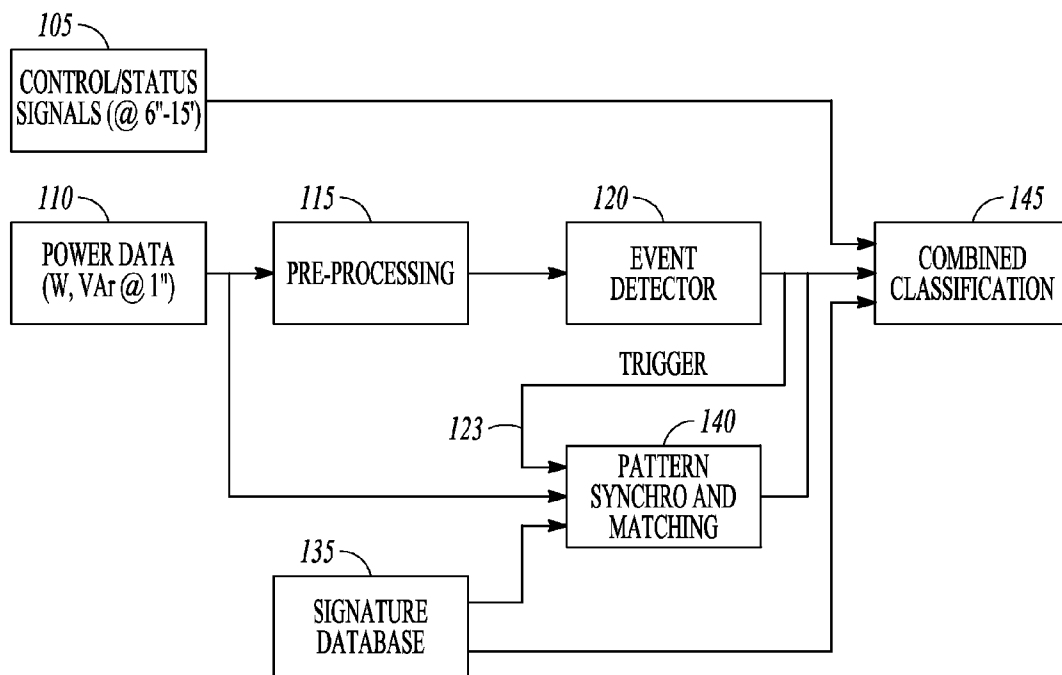 105
CONTROL/STATUS
SIGNALS (@ 6"-15')
110
POWER DATA
(W, VAr @ 1")
115
PRE-PROCESSING
120
EVENT
DETECTOR
145
COMBINED
CLASSIFICATION
TRIGGER
123
140
PATTERN
SYNCHRO AND
MATCHING
135
SIGNATURE
DATABASE